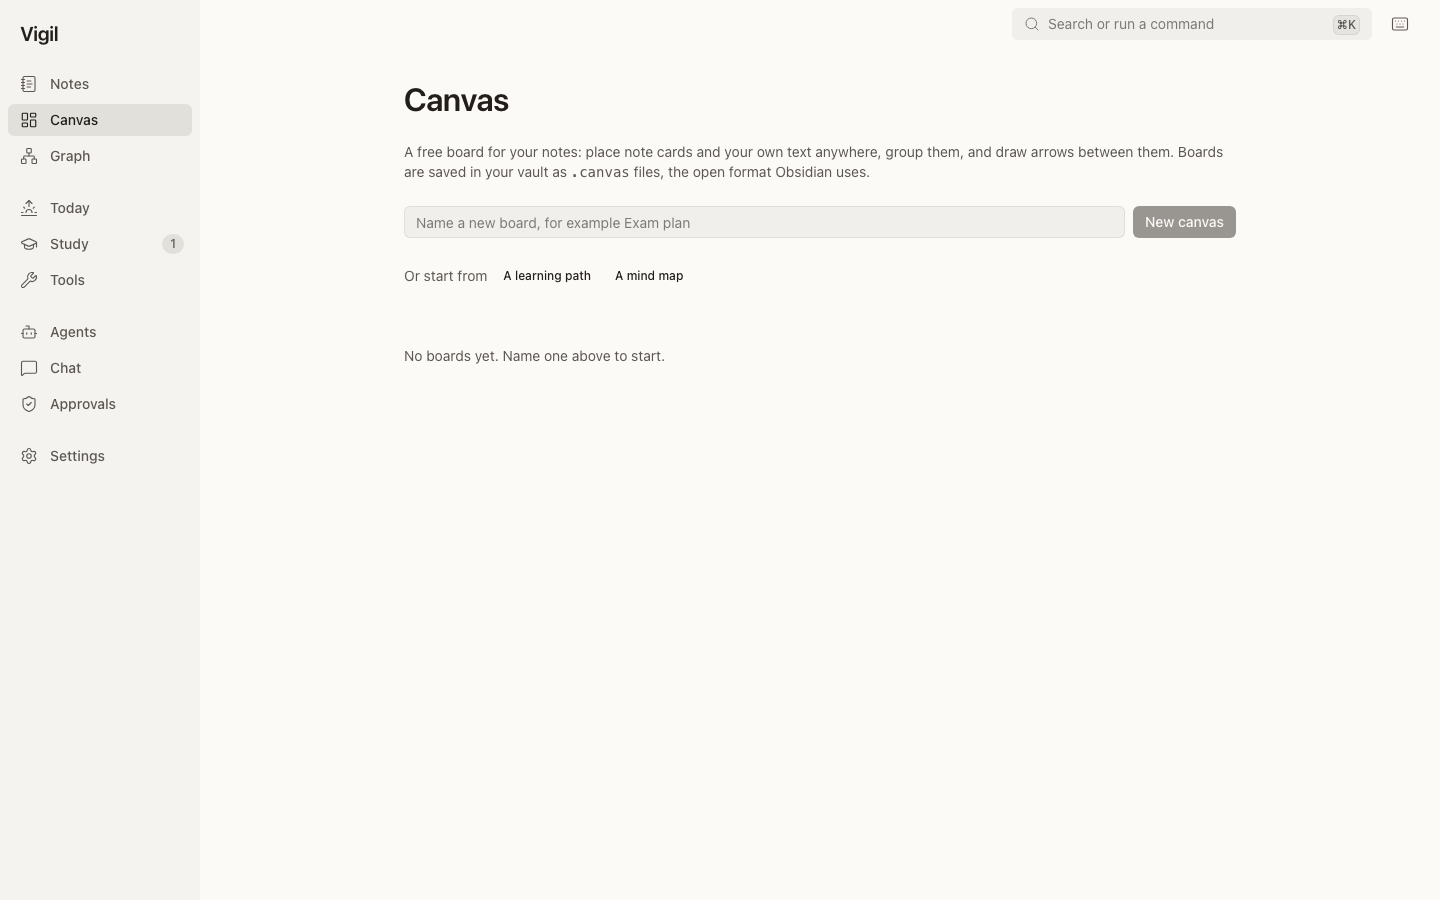 Vigil
Notes
Canvas
Graph
Today
Study 1
Tools
Agents
Chat
Approvals
Settings
Search or run a command ⌘K
Canvas
A free board for your notes: place note cards and your own text anywhere, group them, and draw arrows between them. Boards
are saved in your vault as .canvas files, the open format Obsidian uses.
Name a new board, for example Exam plan
New canvas
Or start from A learning path A mind map
No boards yet. Name one above to start.